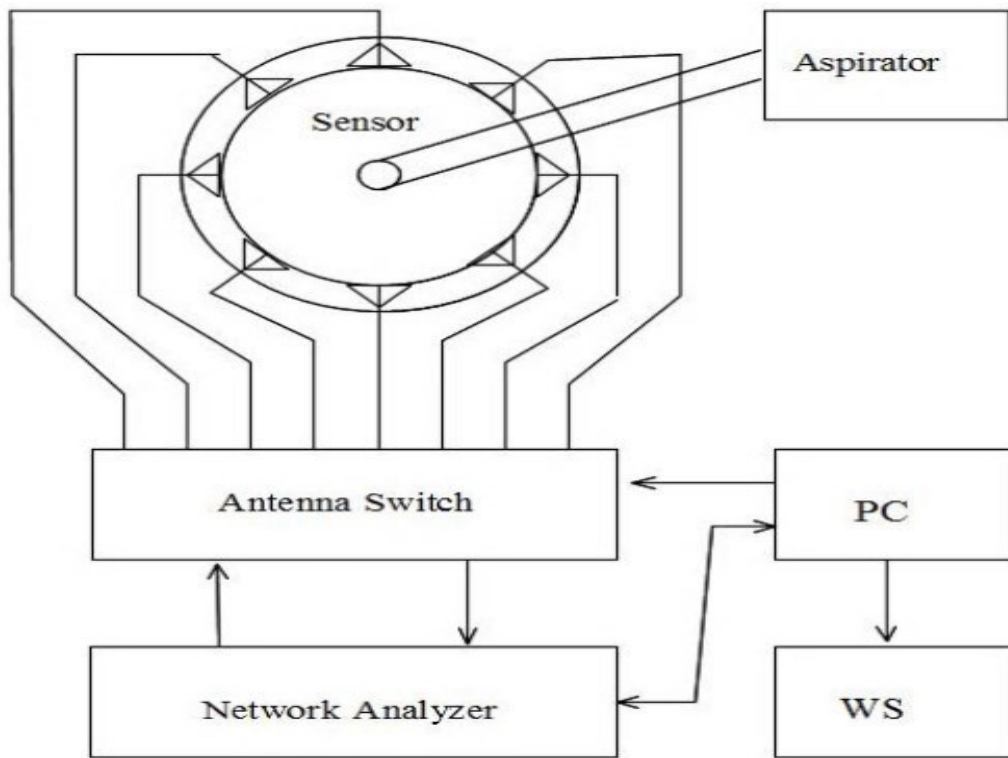 Aspirator
Sensor
Antenna Switch
PC
Network Analyzer
WS